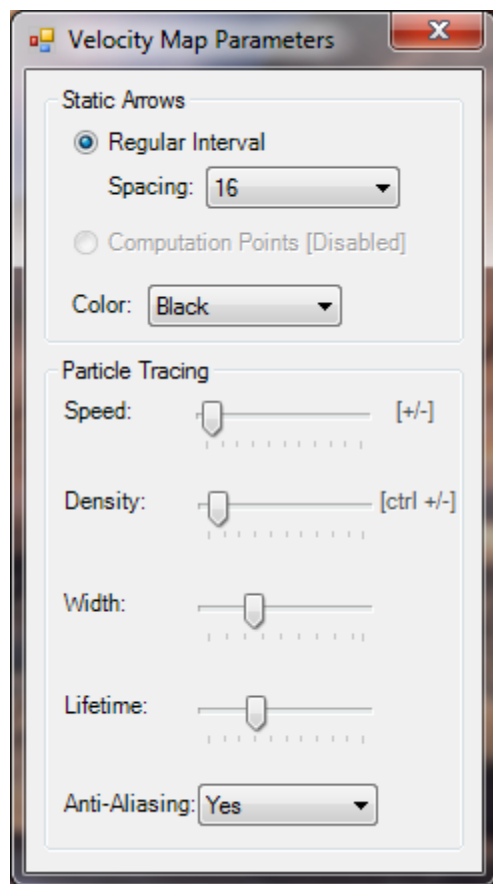 Velocity Map Parameters
Static Arrows
Regular Interval
Spacing: 16
Computation Points [Disabled]
Color: Black
Particle Tracing
Speed: [+/-]
Density: [ctrl +/-]
Width:
Lifetime:
Anti-Aliasing: Yes